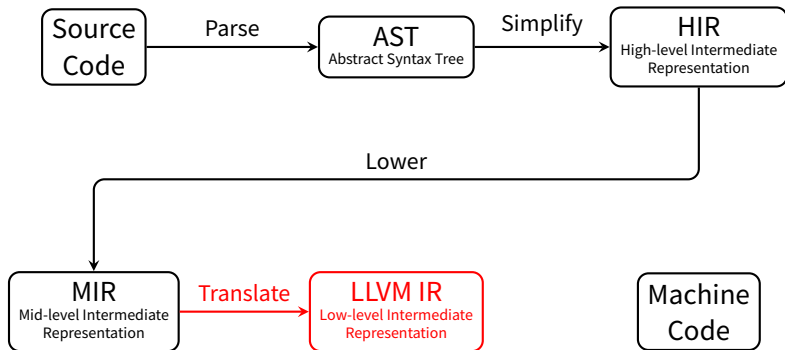 Source
Code
Parse
AST
Abstract Syntax Tree
Simplify
HIR
High-level Intermediate
Representation
Lower
MIR
Mid-level Intermediate
Representation
Translate
LLVM IR
Low-level Intermediate
Representation
Machine
Code